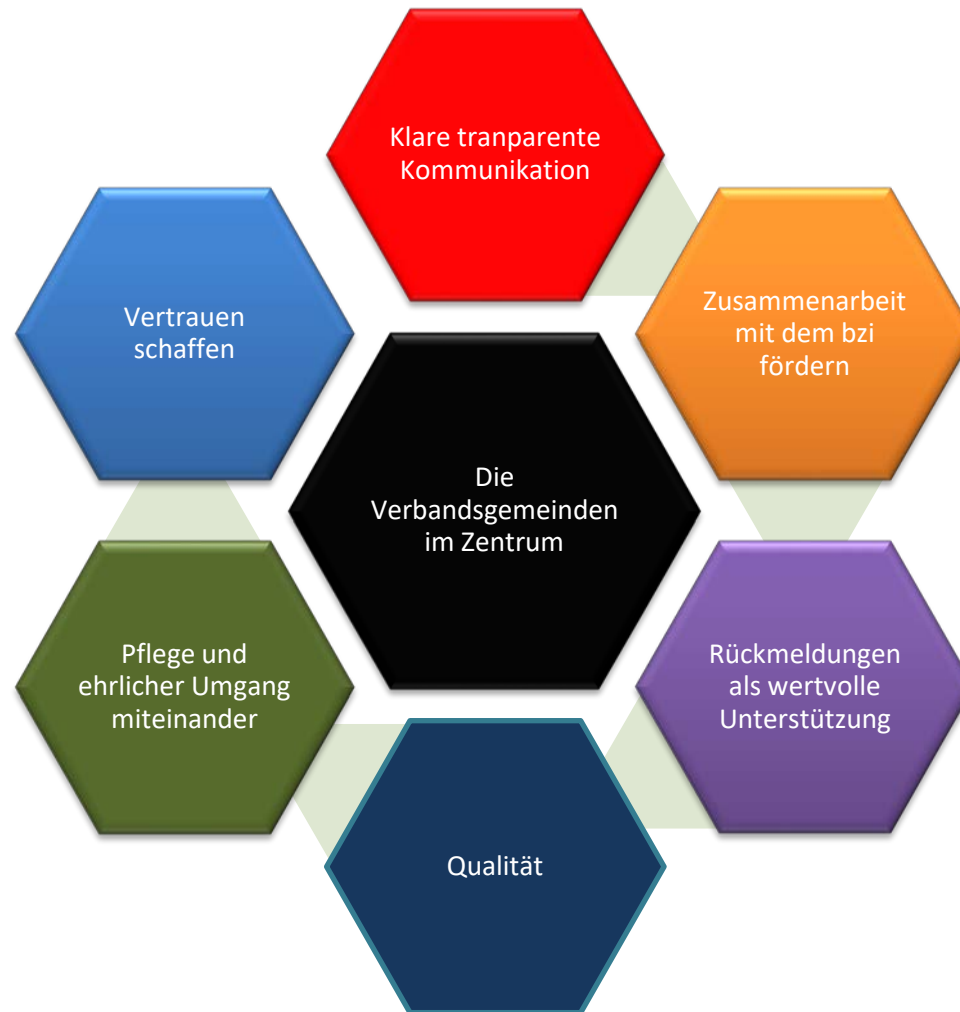 Klare tranparente
Kommunikation
Zusammenarbeit
mit dem bzi
fördern
Rückmeldungen
als wertvolle
Unterstützung
Qualität
Pflege und
ehrlicher Umgang
miteinander
Vertrauen
schaffen
Die
Verbandsgemeinden
im Zentrum